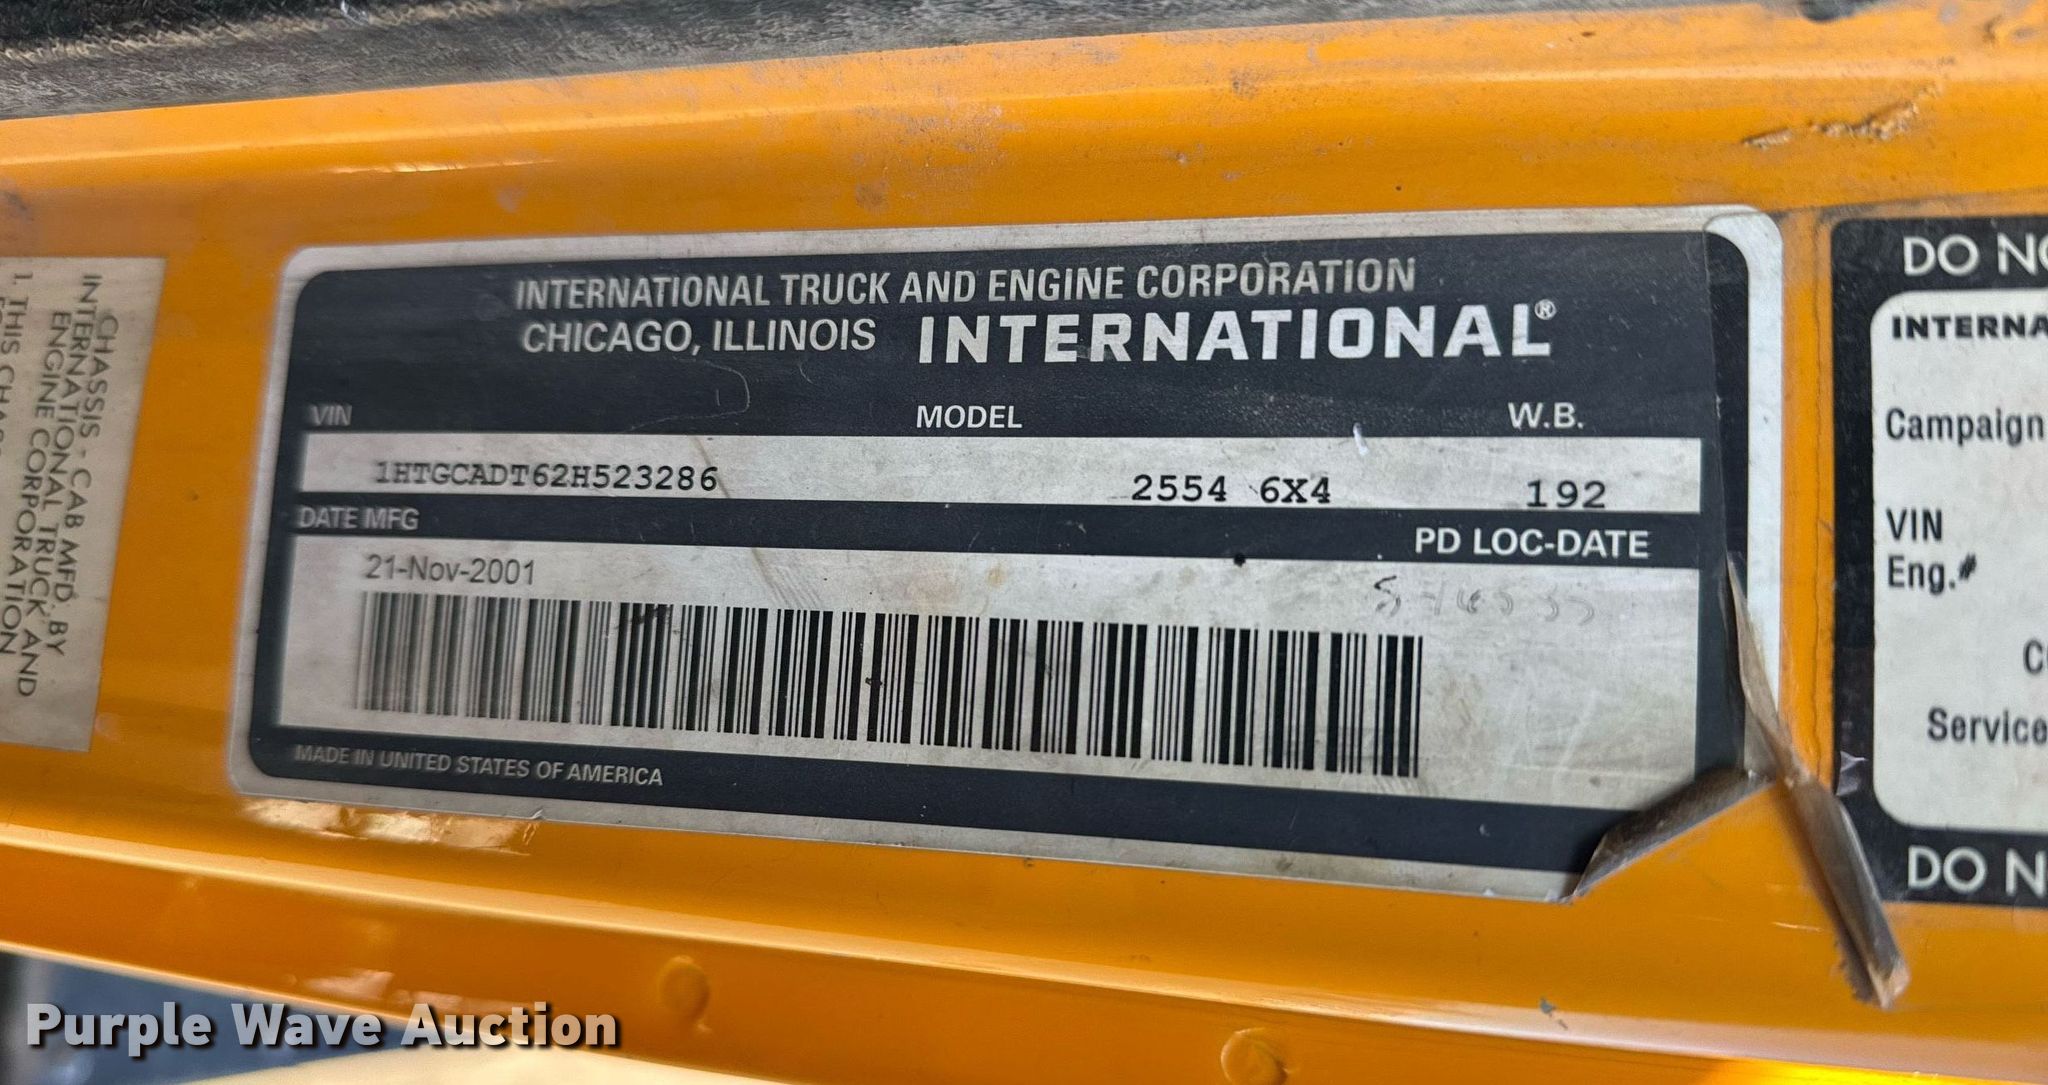 INTERNATIONAL TRUCK AND ENGINE CORPORATION
CHICAGO, ILLINOIS INTERNATIONAL®
VIN MODEL W.B.
1HTGCADT62H523286 2554 6X4 192
DATE MFG PD LOC-DATE
21-Nov-2001
MADE IN UNITED STATES OF AMERICA
CHASSIS - CAB MFD. BY
INTERNATIONAL TRUCK AND
ENGINE CORPORATION
1. THIS
DO
Campaign
VIN
Eng.#
Service
DO
Purple Wave Auction